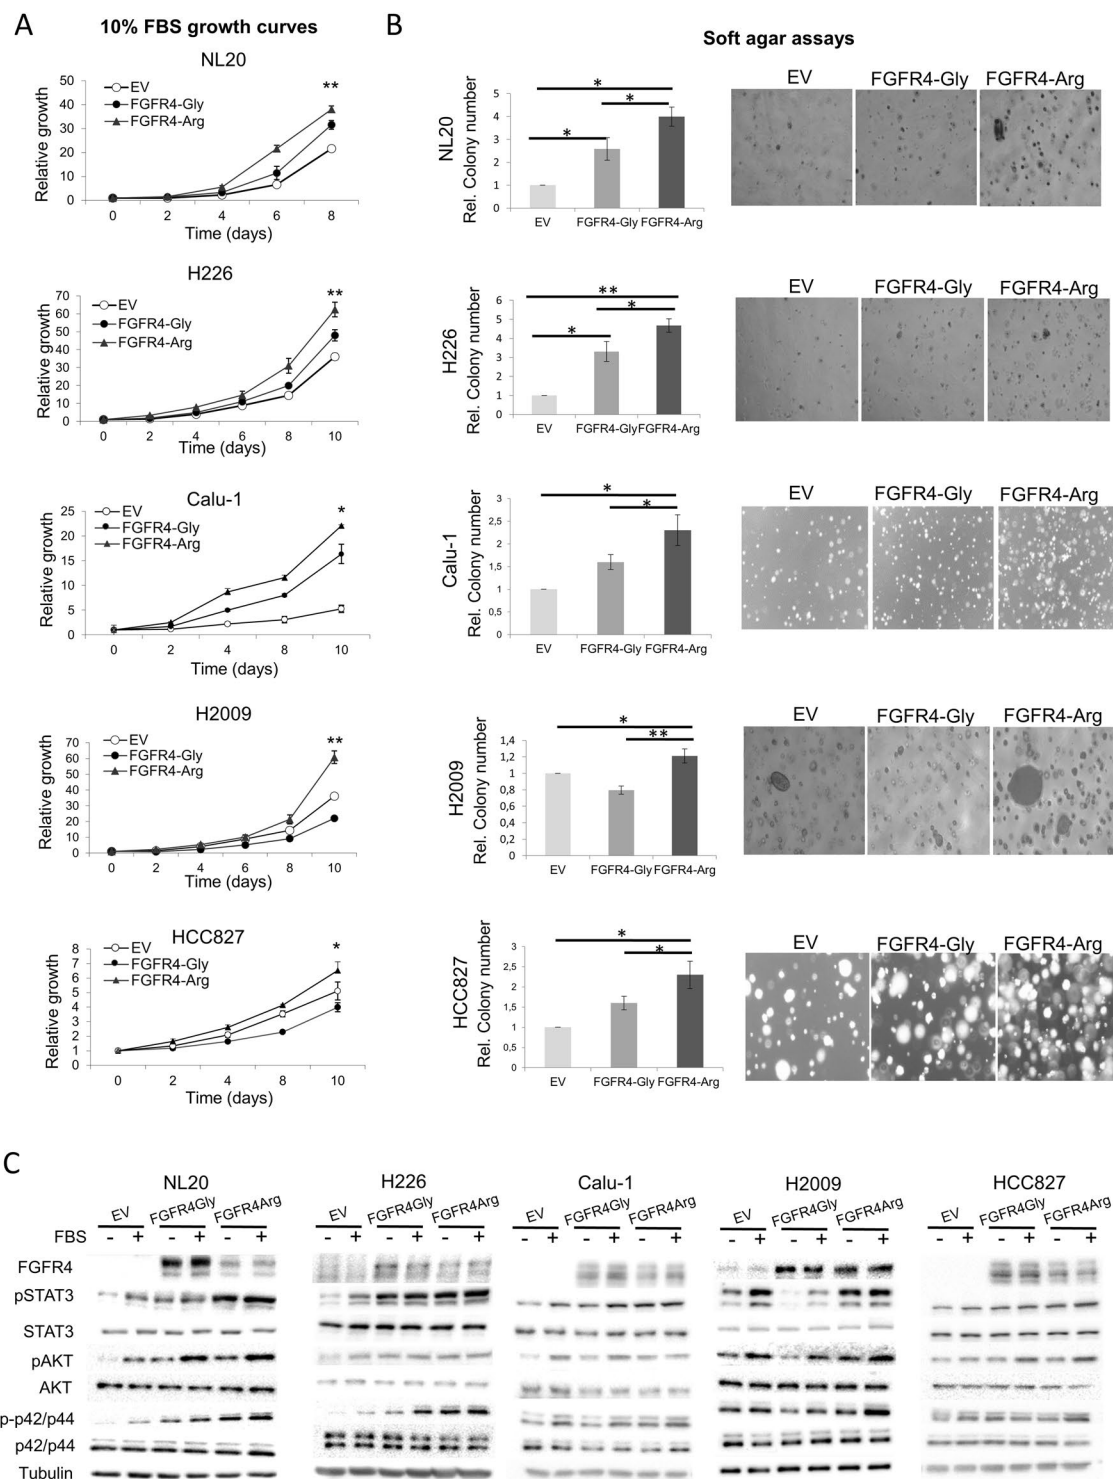 A
10% FBS growth curves
NL20
Relative growth
50
40
30
20
10
0
EV
FGFR4-Gly
FGFR4-Arg
**
0 2 4 6 8
Time (days)
H226
Relative growth
70
60
50
40
30
20
10
0
EV
FGFR4-Gly
FGFR4-Arg
**
0 2 4 6 8 10
Time (days)
Calu-1
Relative growth
25
20
15
10
5
0
EV
FGFR4-Gly
FGFR4-Arg
*
0 2 4 8 10
Time (days)
H2009
Relative growth
70
60
50
40
30
20
10
0
EV
FGFR4-Gly
FGFR4-Arg
**
0 2 4 6 8 10
Time (days)
HCC827
Relative growth
8
7
6
5
4
3
2
1
0
EV
FGFR4-Gly
FGFR4-Arg
*
0 2 4 8 10
Time (days)
B
Soft agar assays
NL20
Rel. Colony number
5
4
3
2
1
0
*
*
*
EV FGFR4-Gly FGFR4-Arg
EV FGFR4-Gly FGFR4-Arg
H226
Rel. Colony number
6
5
4
3
2
1
0
**
*
*
EV FGFR4-Gly FGFR4-Arg
EV FGFR4-Gly FGFR4-Arg
Calu-1
Rel. Colony number
3
2,5
2
1,5
1
0,5
0
*
*
EV FGFR4-Gly FGFR4-Arg
EV FGFR4-Gly FGFR4-Arg
H2009
Rel. Colony number
1,4
1,2
1
0,8
0,6
0,4
0,2
0
*
**
EV FGFR4-Gly FGFR4-Arg
EV FGFR4-Gly FGFR4-Arg
HCC827
Rel. Colony number
3
2,5
2
1,5
1
0,5
0
*
*
EV FGFR4-Gly FGFR4-Arg
EV FGFR4-Gly FGFR4-Arg
C
NL20 H226 Calu-1 H2009 HCC827
EV FGFR4Gly FGFR4Arg EV FGFR4Gly FGFR4Arg EV FGFR4Gly FGFR4Arg EV FGFR4Gly FGFR4Arg EV FGFR4Gly FGFR4Arg
FBS - + - + - + - + - + - + - + - + - + - + - + - + - + - + - +
FGFR4
pSTAT3
STAT3
pAKT
AKT
p-p42/p44
p42/p44
Tubulin